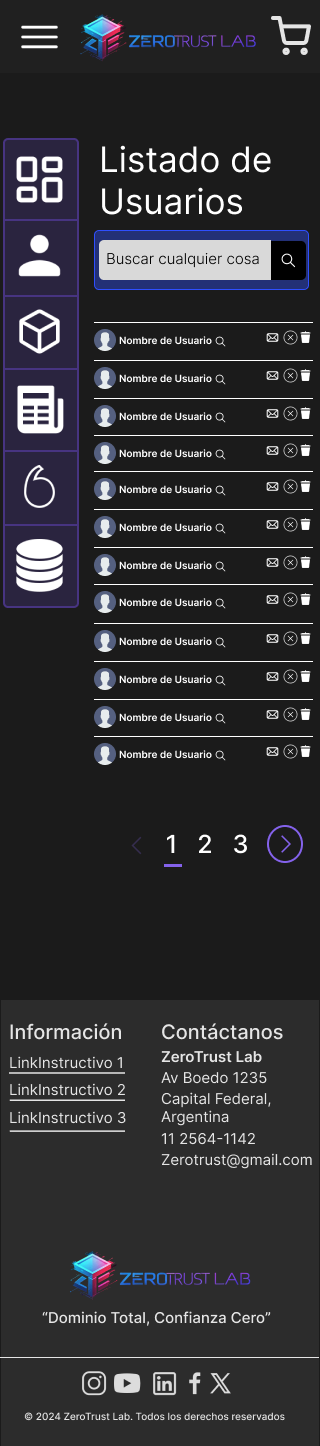 ZEROTRUST LAB
Listado de
Usuarios
Buscar cualquier cosa
Nombre de Usuario
Nombre de Usuario
Nombre de Usuario
Nombre de Usuario
Nombre de Usuario
Nombre de Usuario
Nombre de Usuario
Nombre de Usuario
Nombre de Usuario
Nombre de Usuario
Nombre de Usuario
Nombre de Usuario
1 2 3
Información
LinkInstructivo 1
LinkInstructivo 2
LinkInstructivo 3
Contáctanos
ZeroTrust Lab
Av Boedo 1235
Capital Federal,
Argentina
11 2564-1142
Zerotrust@gmail.com
ZEROTRUST LAB
“Dominio Total, Confianza Cero”
© 2024 ZeroTrust Lab. Todos los derechos reservados